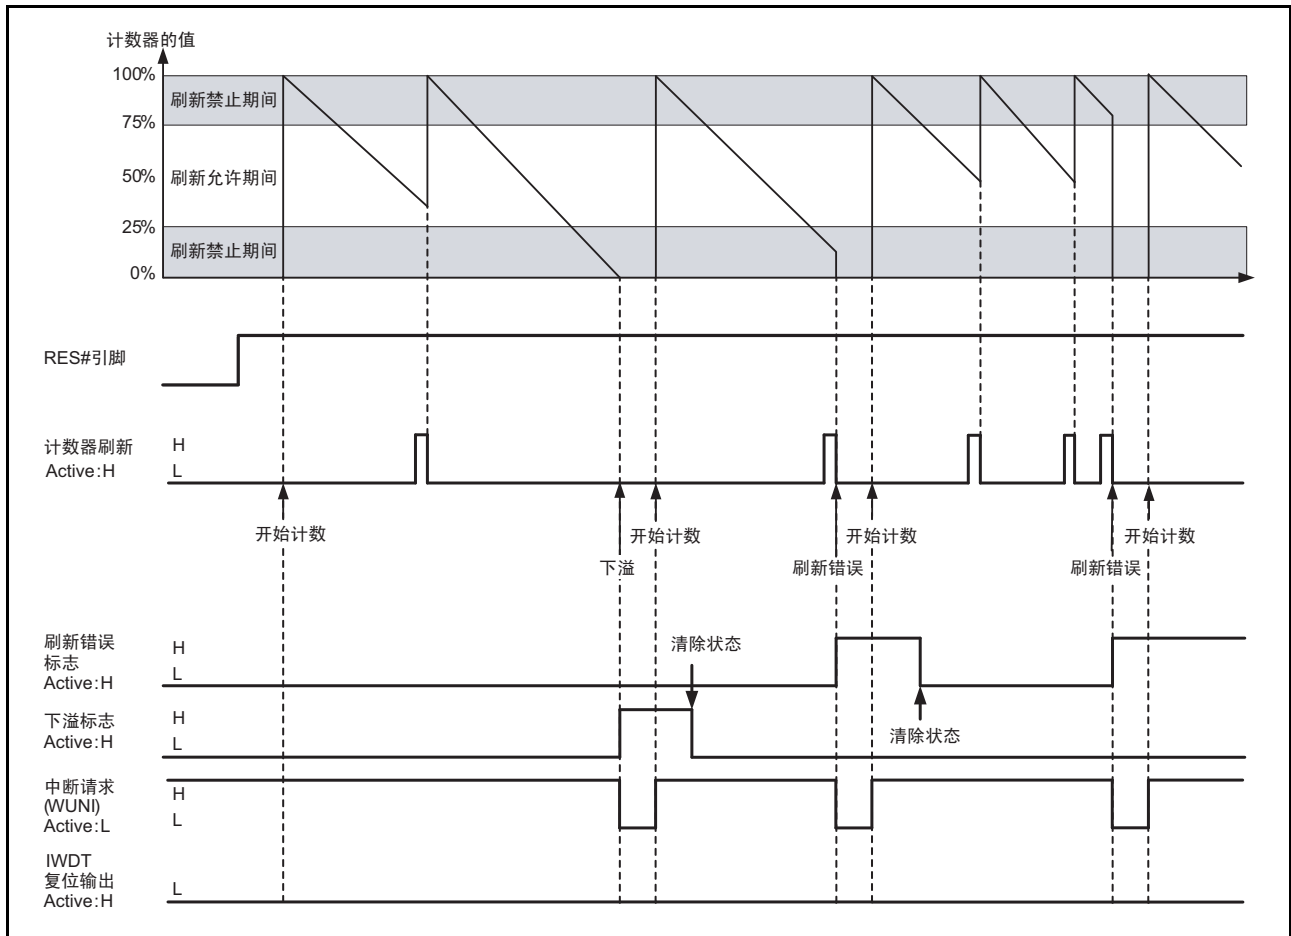 计数器的值
100%
刷新禁止期间
75%
50%
刷新允许期间
25%
刷新禁止期间
0%
RES#引脚
计数器刷新
Active:H
H
L
开始计数
开始计数
开始计数
开始计数
下溢
刷新错误
刷新错误
刷新错误
标志
Active:H
H
L
清除状态
清除状态
下溢标志
Active:H
H
L
中断请求
(WUNI)
Active:L
H
L
IWDT
复位输出
Active:H
L